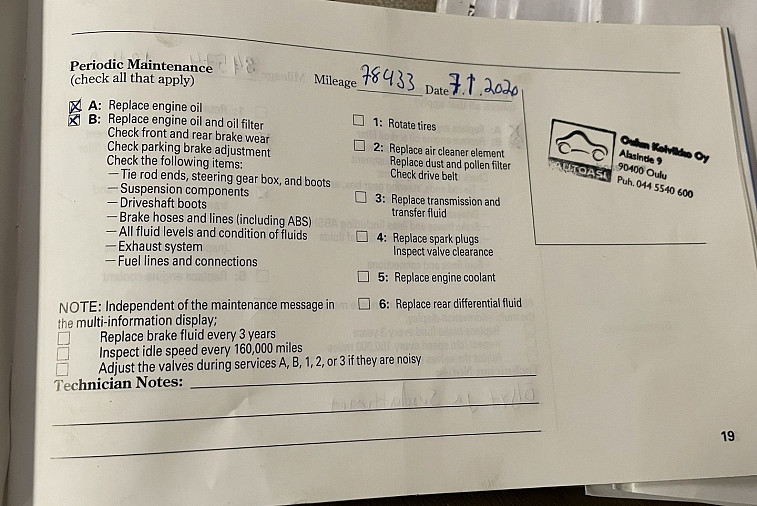 Periodic Maintenance
(check all that apply)
Mileage 78433 Date 7.1.2020
A: Replace engine oil
B: Replace engine oil and oil filter
Check front and rear brake wear
Check parking brake adjustment
Check the following items:
—Tie rod ends, steering gear box, and boots
—Suspension components
—Driveshaft boots
—Brake hoses and lines (including ABS)
—All fluid levels and condition of fluids
—Exhaust system
—Fuel lines and connections
1: Rotate tires
2: Replace air cleaner element
Replace dust and pollen filter
Check drive belt
3: Replace transmission and
transfer fluid
4: Replace spark plugs
Inspect valve clearance
5: Replace engine coolant
6: Replace rear differential fluid
NOTE: Independent of the maintenance message in
the multi-information display;
Replace brake fluid every 3 years
Inspect idle speed every 160,000 miles
Adjust the valves during services A, B, 1, 2, or 3 if they are noisy
Technician Notes:
AUTOASI
Oulun Oy
Alasintie 9
90400 Oulu
Puh. 044 5540 600
19